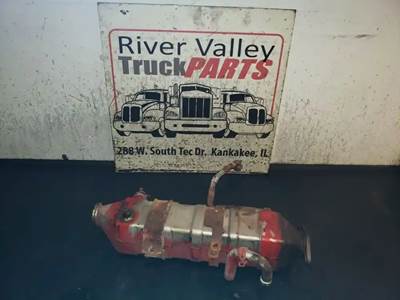 River Valley
TruckPARTS
288 W. South Tec Dr. Kankakee, IL